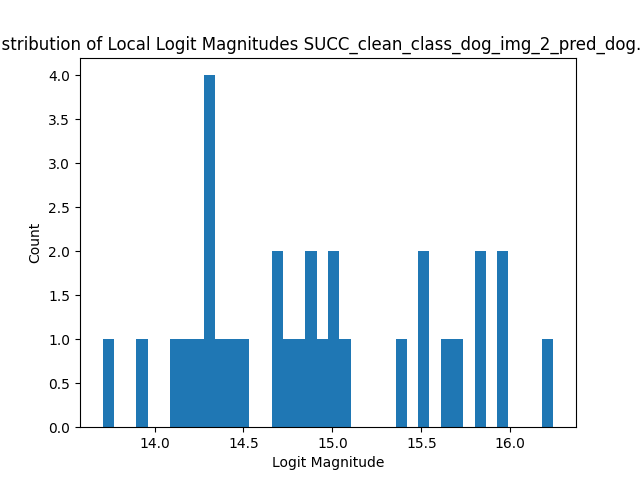 stribution of Local Logit Magnitudes SUCC_clean_class_dog_img_2_pred_dog.
4.0
3.5
3.0
2.5
2.0
1.5
1.0
0.5
0.0
Count
14.0 14.5 15.0 15.5 16.0
Logit Magnitude